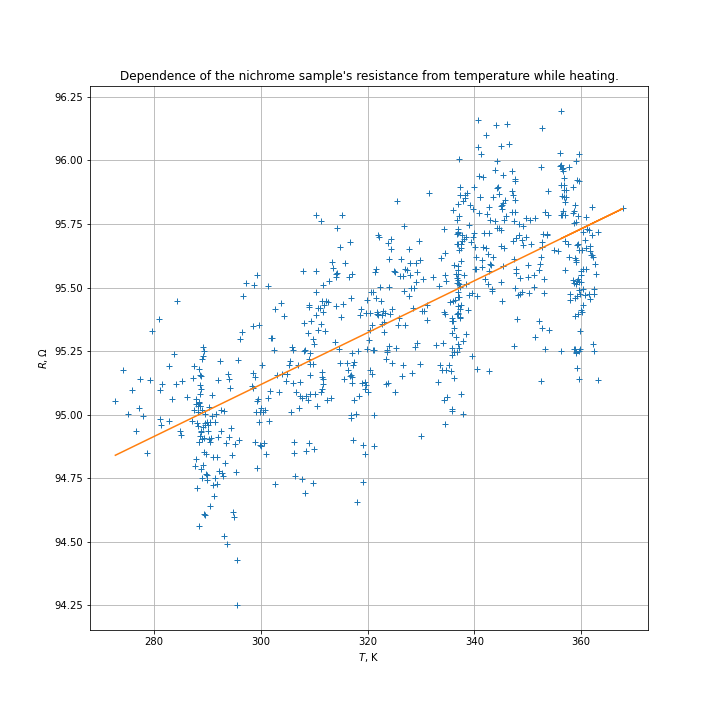 Dependence of the nichrome sample's resistance from temperature while heating.
96.25
96.00
95.75
95.50
95.25
95.00
94.75
94.50
94.25
R, Ω
280 300 320 340 360
T, K